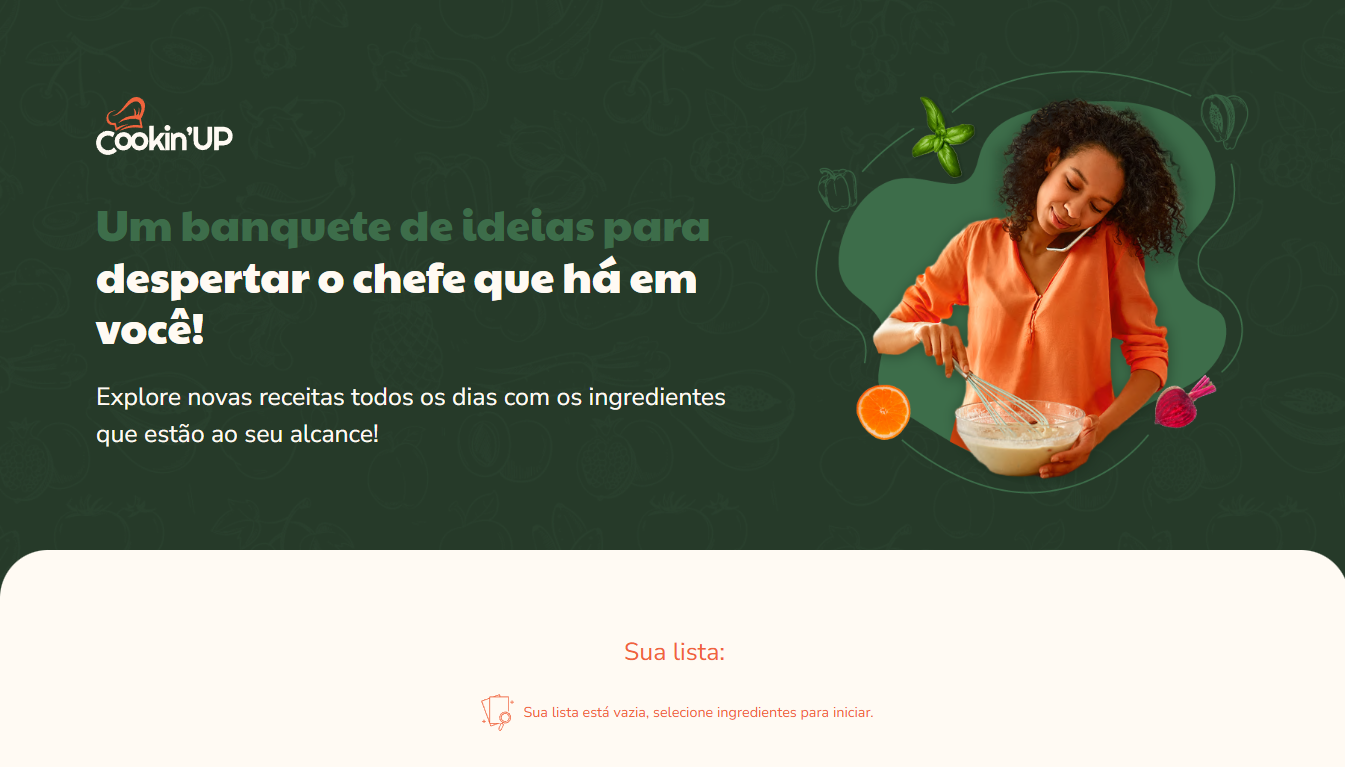 Cookin'UP
Um banquete de ideias para
despertar o chefe que há em
você!
Explore novas receitas todos os dias com os ingredientes
que estão ao seu alcance!
Sua lista:
Sua lista está vazia, selecione ingredientes para iniciar.